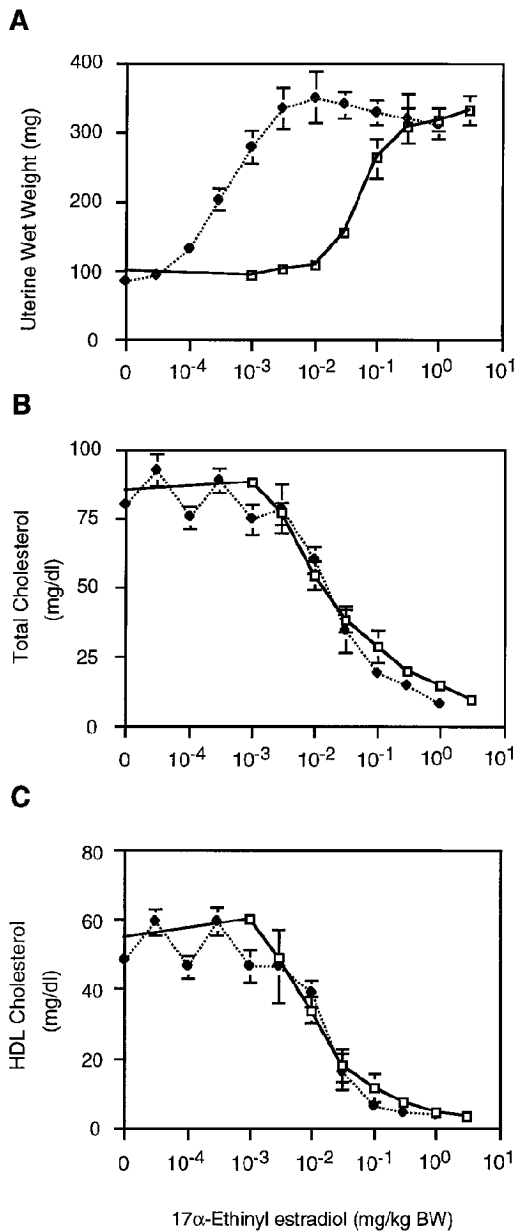 A
Uterine Wet Weight (mg)
400
300
200
100
0
0 10⁻⁴ 10⁻³ 10⁻² 10⁻¹ 10⁰ 10¹
B
Total Cholesterol
(mg/dl)
100
75
50
25
0
0 10⁻⁴ 10⁻³ 10⁻² 10⁻¹ 10⁰ 10¹
C
HDL Cholesterol
(mg/dl)
80
60
40
20
0
0 10⁻⁴ 10⁻³ 10⁻² 10⁻¹ 10⁰ 10¹
17α-Ethinyl estradiol (mg/kg BW)